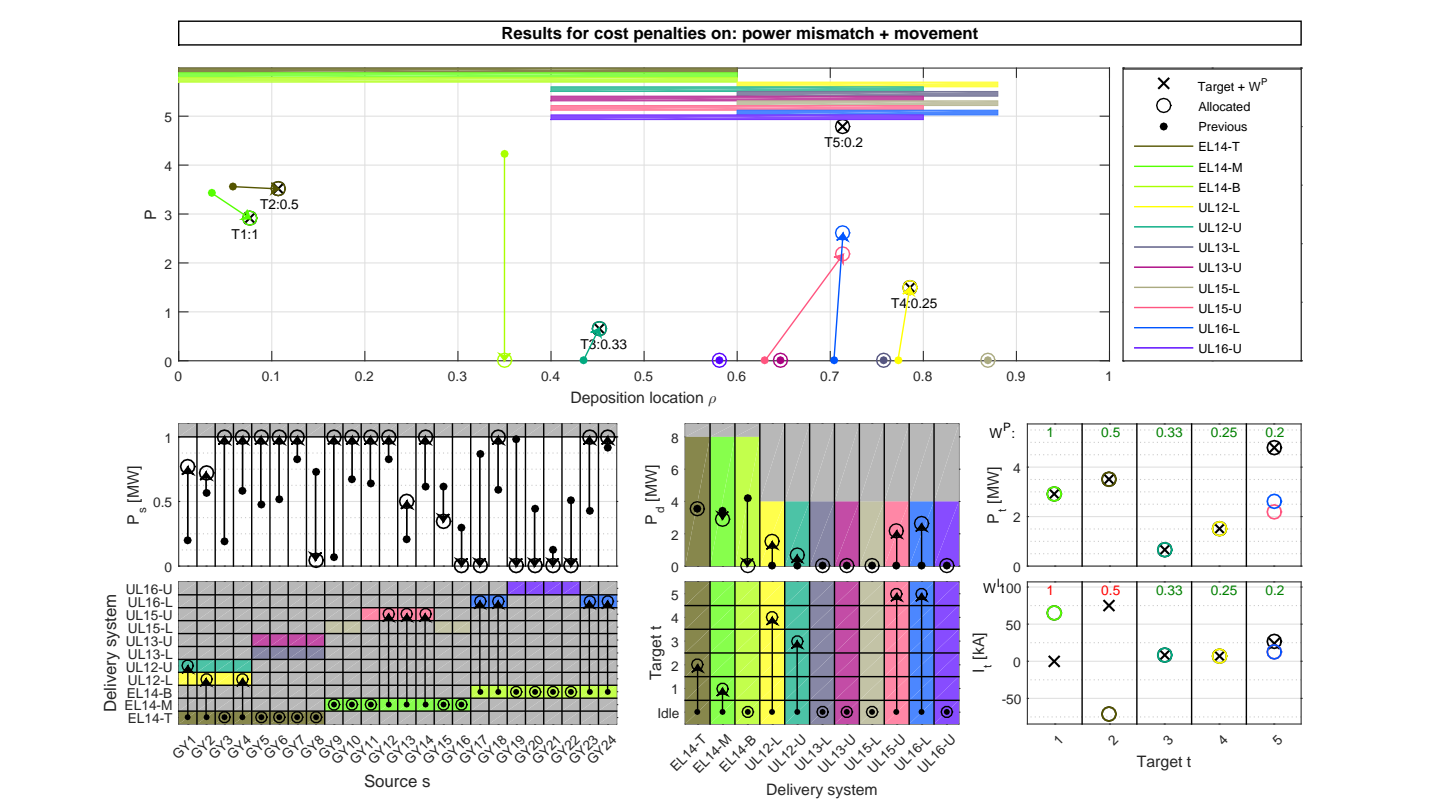 Results for cost penalties on: power mismatch + movement
P
5
4
3
2
1
0
0
0.1
0.2
0.3
0.4
0.5
0.6
0.7
0.8
0.9
1
Deposition location ρ
T1:1
T2:0.5
T3:0.33
T4:0.25
T5:0.2
Target + W^P
Allocated
Previous
EL14-T
EL14-M
EL14-B
UL12-L
UL12-U
UL13-L
UL13-U
UL15-L
UL15-U
UL16-L
UL16-U
P_s [MW]
1
0.5
0
P_d [MW]
8
6
4
2
0
W^P:
1
0.5
0.33
0.25
0.2
P_t [MW]
4
2
0
Delivery system
UL16-U
UL16-L
UL15-U
UL15-L
UL13-U
UL13-L
UL12-U
UL12-L
EL14-B
EL14-M
EL14-T
GY1
GY2
GY3
GY4
GY5
GY6
GY7
GY8
GY9
GY10
GY11
GY12
GY13
GY14
GY15
GY16
GY17
GY18
GY19
GY20
GY21
GY22
GY23
GY24
Source s
Target t
5
4
3
2
1
Idle
EL14-T
EL14-M
EL14-B
UL12-L
UL12-U
UL13-L
UL13-U
UL15-L
UL15-U
UL16-L
UL16-U
Delivery system
1
0.5
0.33
0.25
0.2
I_t [kA]
100
50
0
-50
1
2
3
4
5
Target t